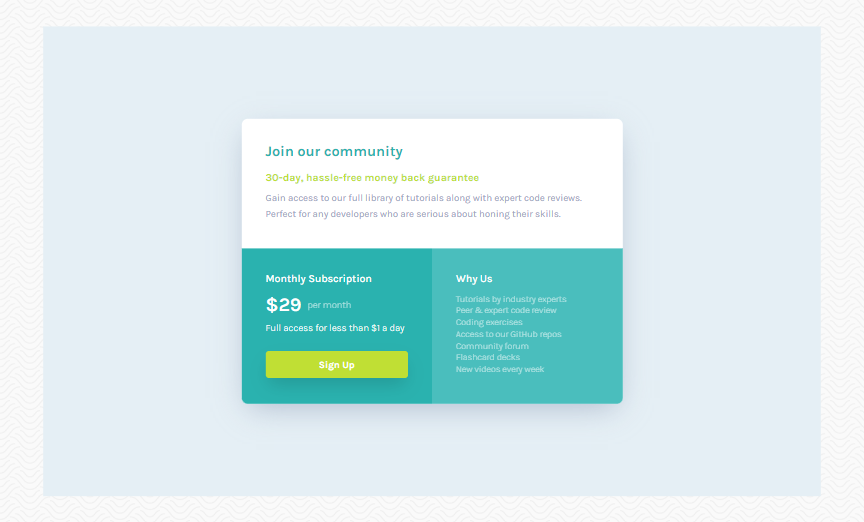 Join our community
30-day, hassle-free money back guarantee
Gain access to our full library of tutorials along with expert code reviews.
Perfect for any developers who are serious about honing their skills.
Monthly Subscription
$29 per month
Full access for less than $1 a day
Sign Up
Why Us
Tutorials by industry experts
Peer & expert code review
Coding exercises
Access to our GitHub repos
Community forum
Flashcard decks
New videos every week